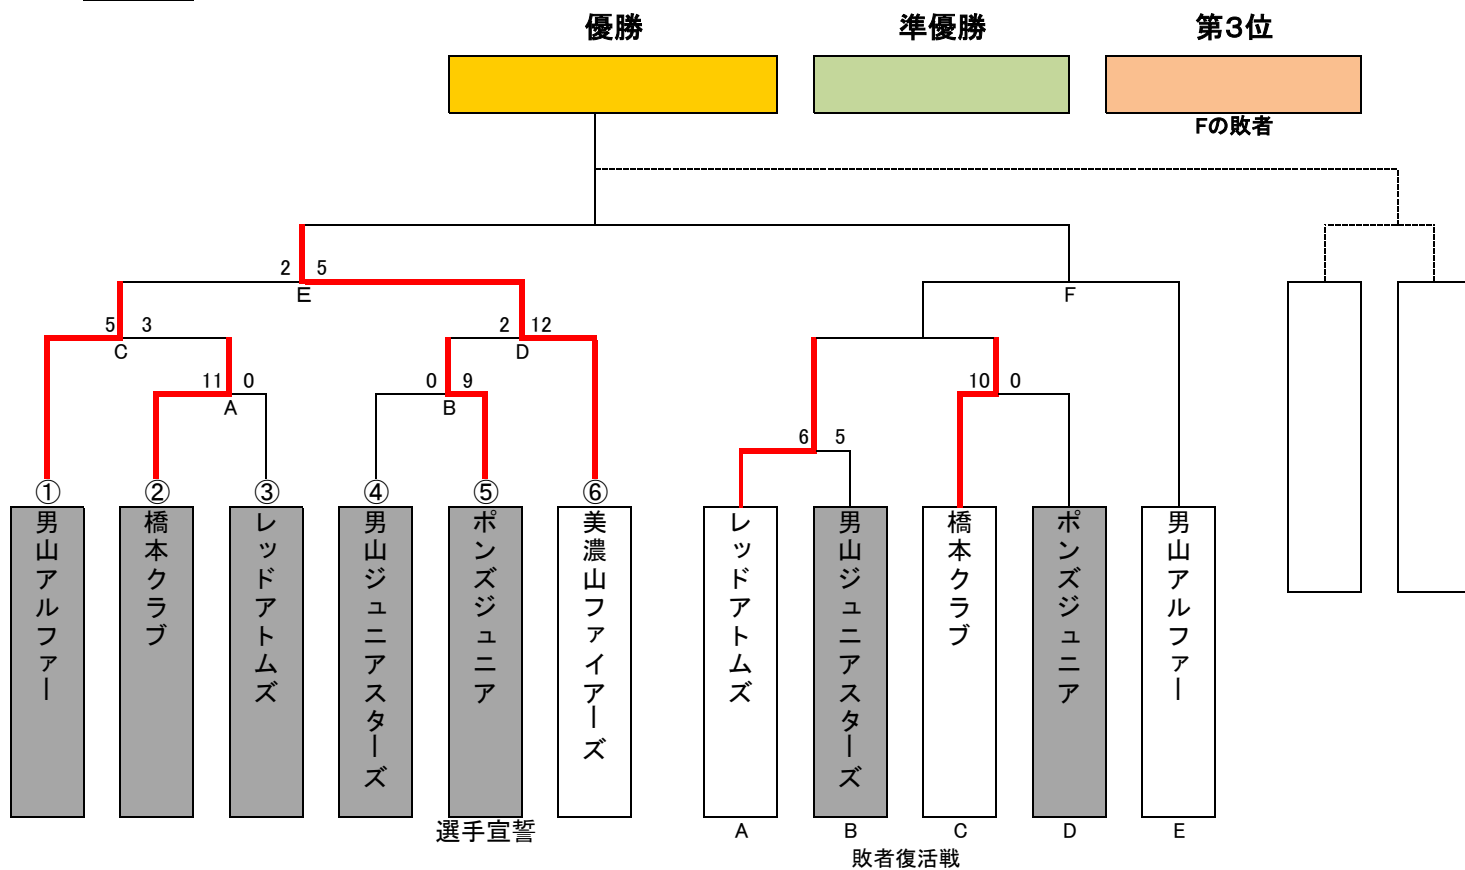 優勝
準優勝
第3位
Fの敗者
2 5
E
F
5 3
C
2 12
D
11 0
A
0 9
B
10 0
6 5
①
②
③
④
⑤
⑥
男山アルファー
橋本クラブ
レッドアトムズ
男山ジュニアスターズ
ポンズジュニア
美濃山ファイアーズ
レッドアトムズ
男山ジュニアスターズ
橋本クラブ
ポンズジュニア
男山アルファー
選手宣誓
A
B
C
D
E
敗者復活戦